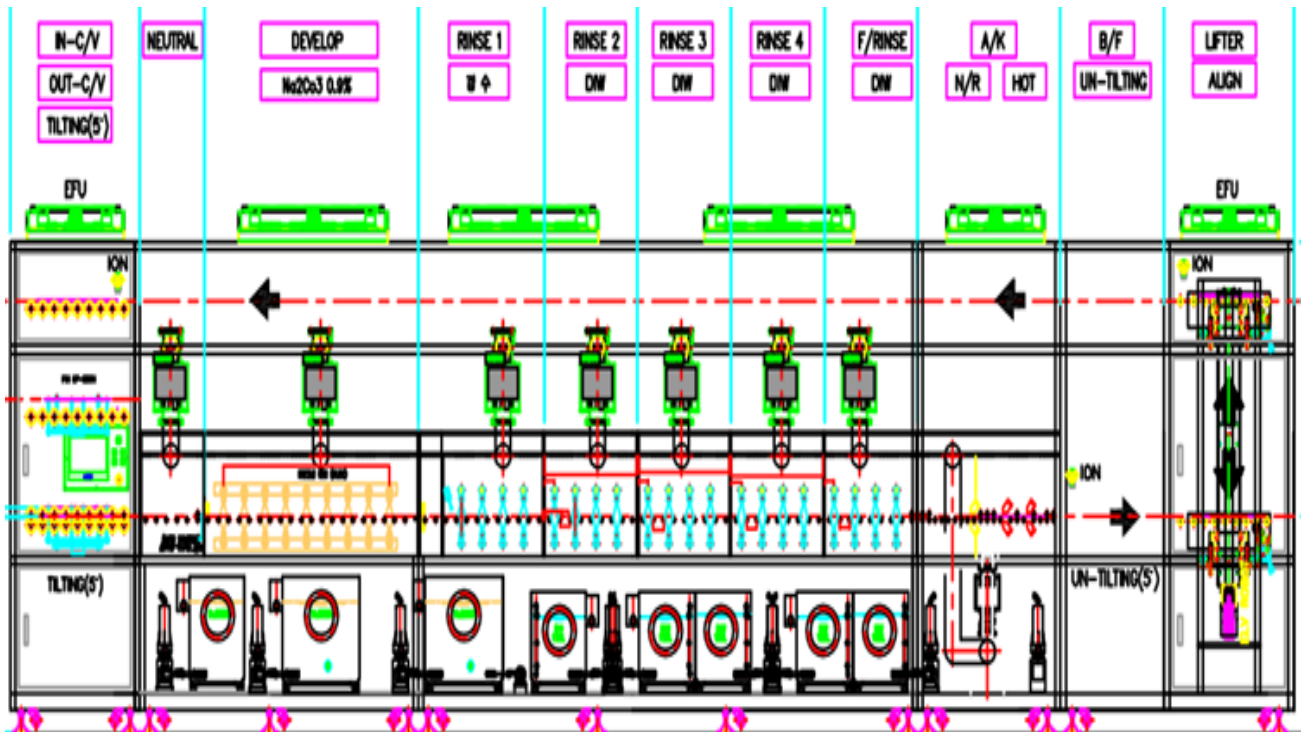 IN-C/V
OUT-C/V
TILTING(5°)
NEUTRAL
DEVELOP
Na2Co3 0.8%
RINSE 1
RINSE 2
DIW
RINSE 3
DIW
RINSE 4
DIW
F/RINSE
DIW
A/K
N/R
HOT
B/F
UN-TILTING
LIFTER
ALIGN
EFU
EFU
ION
ION
ION
TILTING(5°)
UN-TILTING(5°)